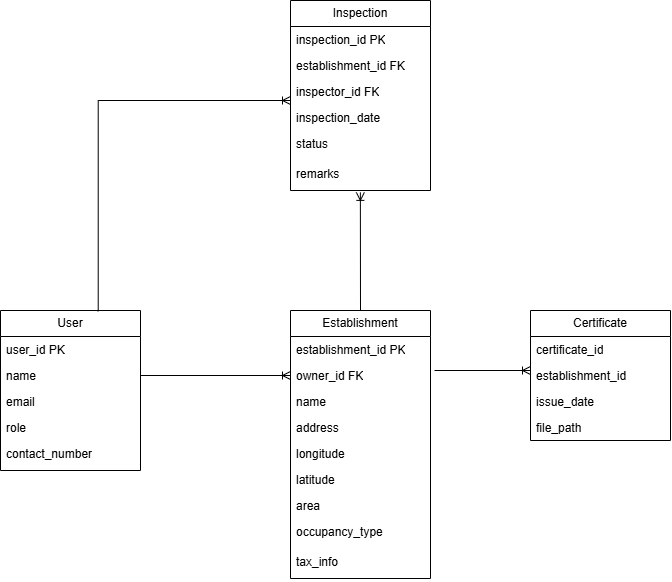 Inspection
inspection_id PK
establishment_id FK
inspector_id FK
inspection_date
status
remarks
User
user_id PK
name
email
role
contact_number
Establishment
establishment_id PK
owner_id FK
name
address
longitude
latitude
area
occupancy_type
tax_info
Certificate
certificate_id
establishment_id
issue_date
file_path